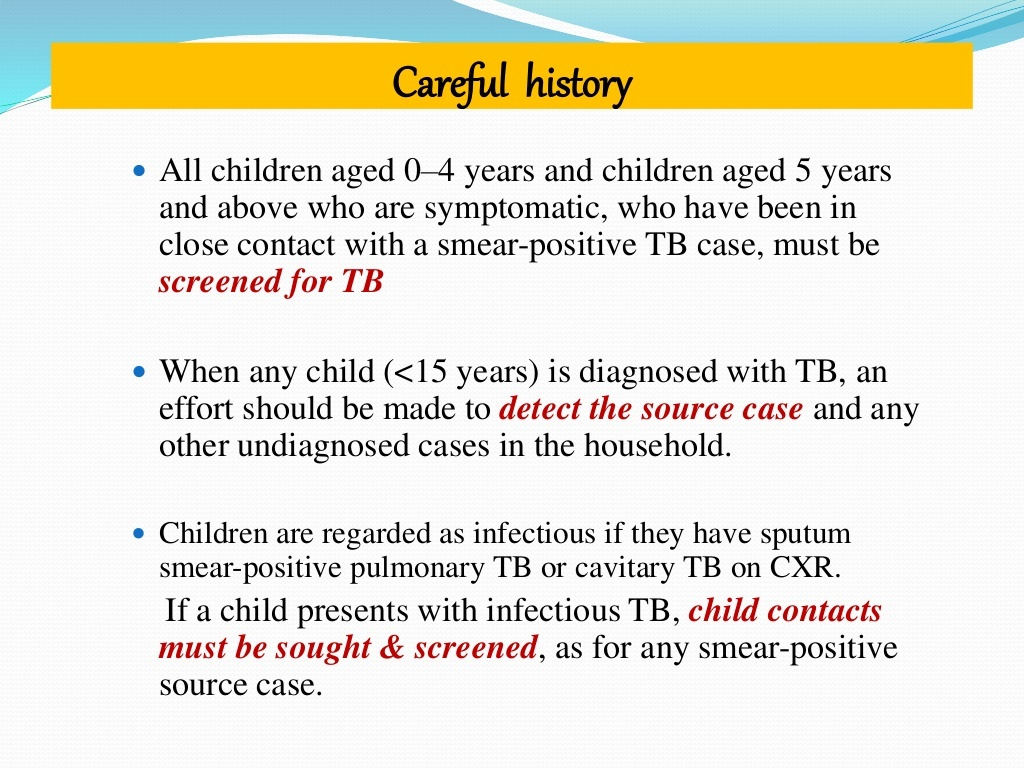 Careful history
• All children aged 0–4 years and children aged 5 years
and above who are symptomatic, who have been in
close contact with a smear-positive TB case, must be
screened for TB
• When any child (<15 years) is diagnosed with TB, an
effort should be made to detect the source case and any
other undiagnosed cases in the household.
• Children are regarded as infectious if they have sputum
smear-positive pulmonary TB or cavitary TB on CXR.
If a child presents with infectious TB, child contacts
must be sought & screened, as for any smear-positive
source case.